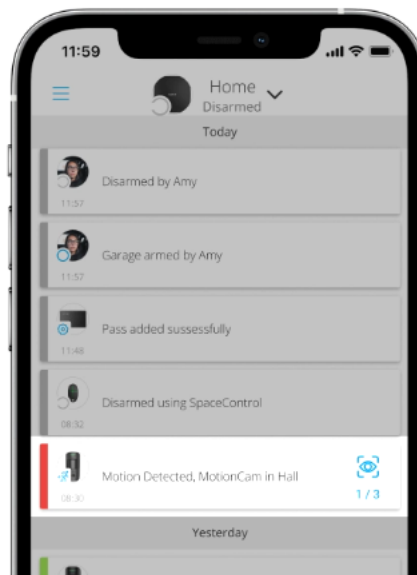 11:59
Home
Disarmed
Today
Disarmed by Amy
11:57
Garage armed by Amy
11:57
Pass added sussessfully
11:48
Disarmed using SpaceControl
08:32
Motion Detected, MotionCam in Hall
08:30
1 / 3
Yesterday